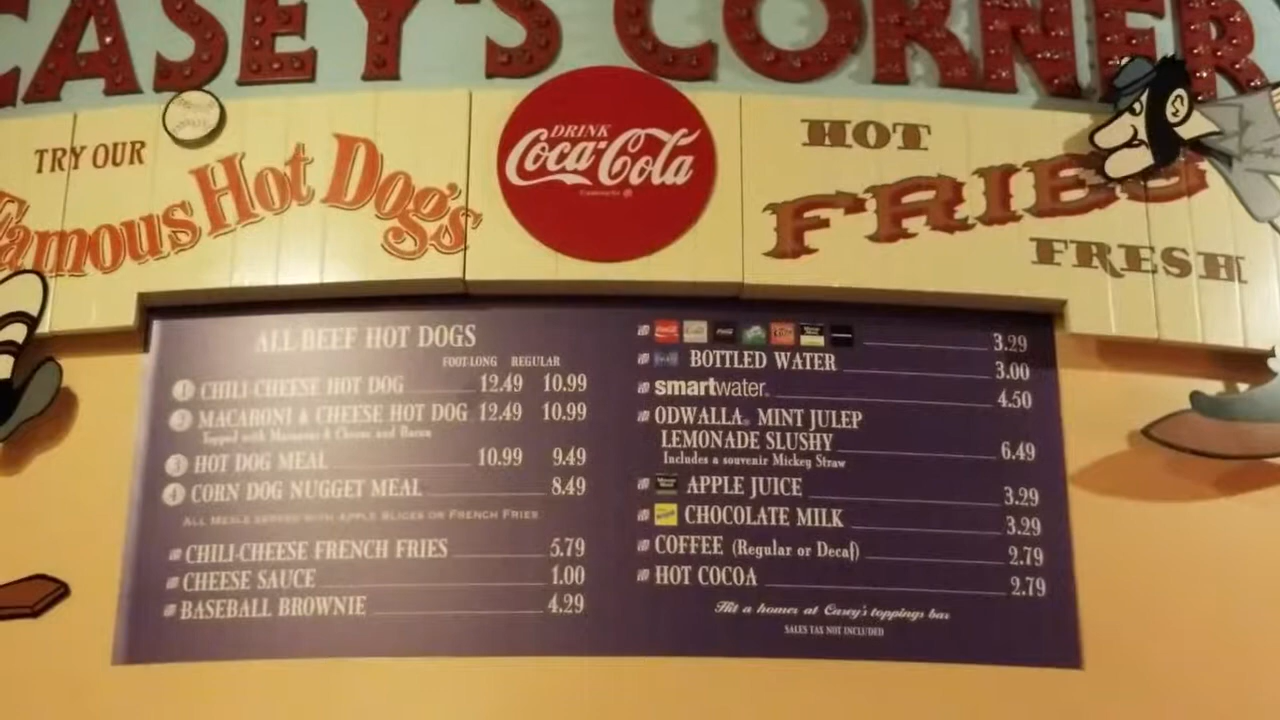 CASEY'S CORNER
TRY OUR
Famous Hot Dogs
DRINK
Coca-Cola
HOT
FRIES
FRESH
ALL BEEF HOT DOGS
FOOT-LONG REGULAR
1 CHILI-CHEESE HOT DOG 12.49 10.99
2 MACARONI & CHEESE HOT DOG 12.49 10.99
Topped with Macaroni & Cheese and Bacon
3 HOT DOG MEAL 10.99 9.49
4 CORN DOG NUGGET MEAL 8.49
ALL MEALS SERVED WITH APPLE SLICES OR FRENCH FRIES
CHILI-CHEESE FRENCH FRIES 5.79
CHEESE SAUCE 1.00
BASEBALL BROWNIE 4.29
3.29
BOTTLED WATER 3.00
smartwater. 4.50
ODWALLA® MINT JULEP
LEMONADE SLUSHY 6.49
Includes a souvenir Mickey Straw
APPLE JUICE 3.29
CHOCOLATE MILK 3.29
COFFEE (Regular or Decaf) 2.79
HOT COCOA 2.79
Hit a homer at Casey's toppings bar
SALES TAX NOT INCLUDED